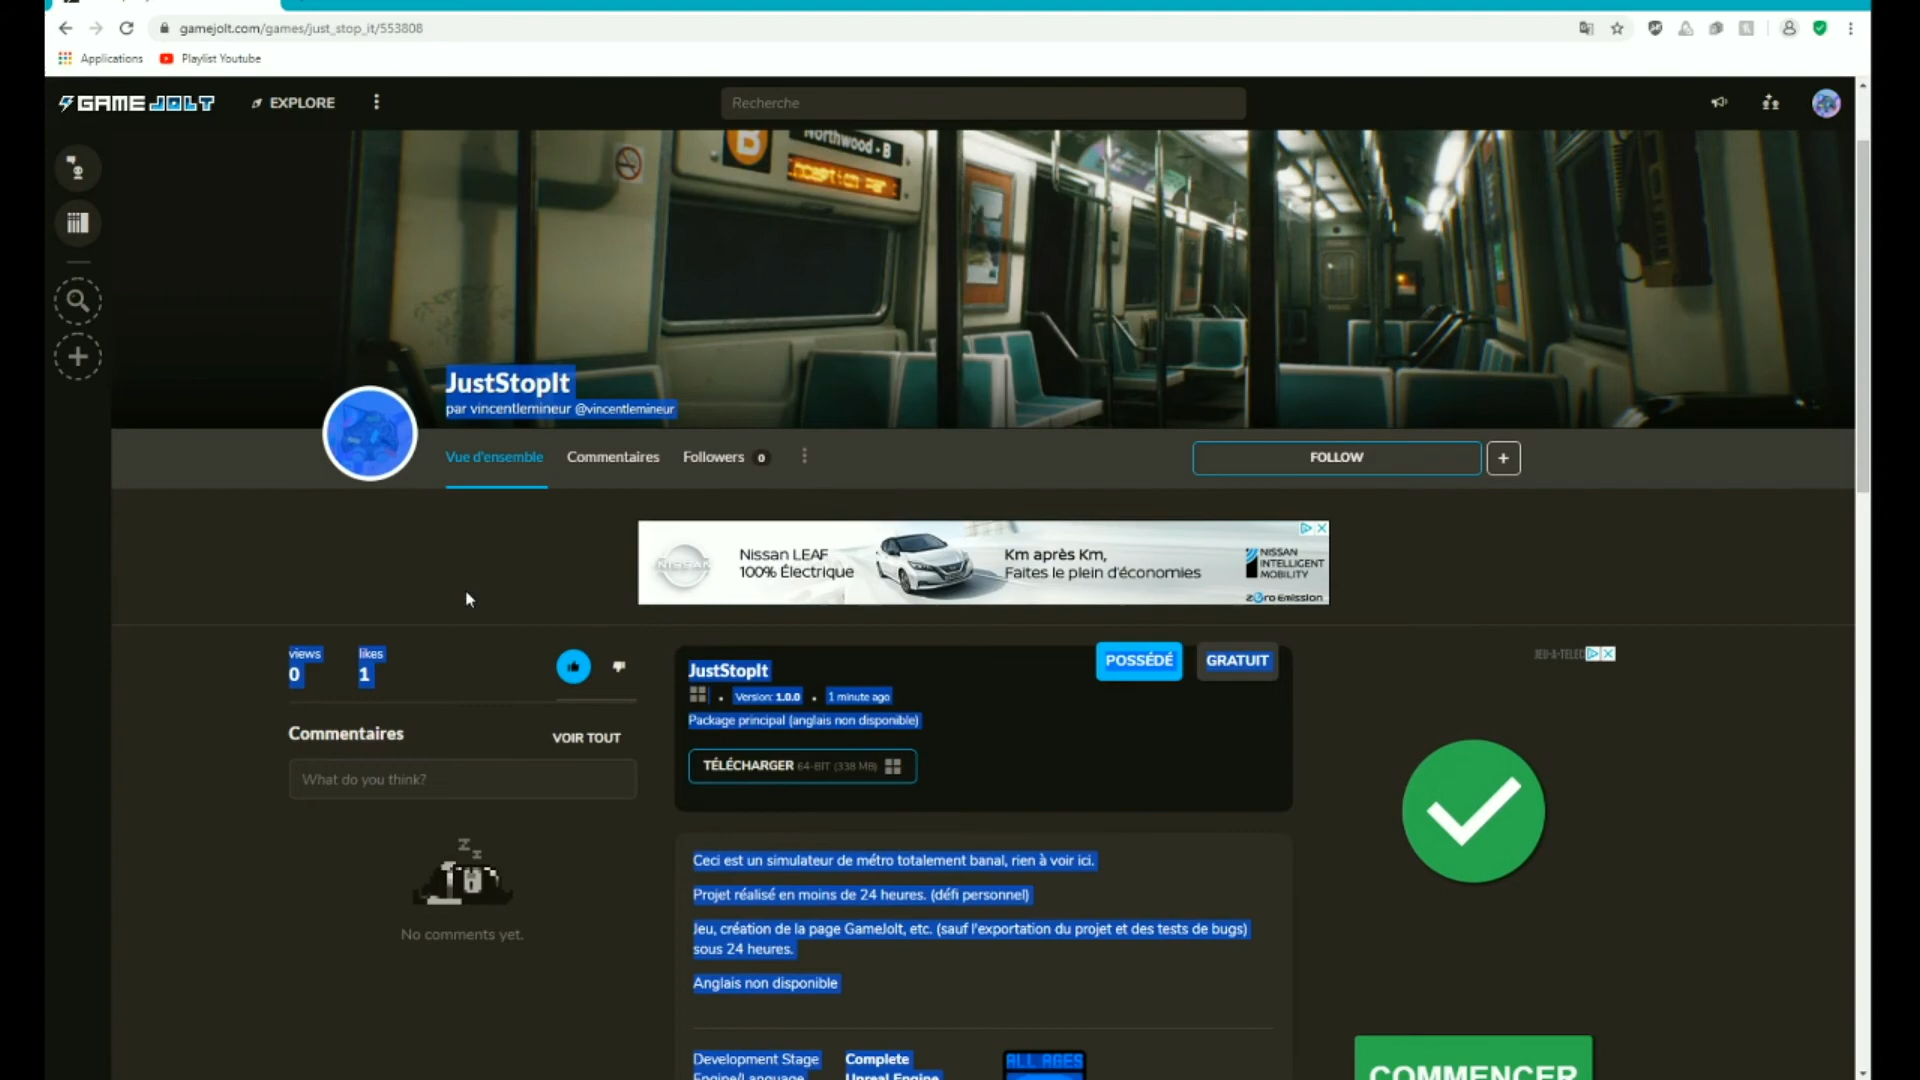 gamejolt.com/games/just_stop_it/553808
Applications
Playlist Youtube
GAME JOLT
EXPLORE
Recherche
B
Northwood - B
JustStopIt
par vincentlemineur @vincentlemineur
Vue d'ensemble
Commentaires
Followers 0
FOLLOW
+
Nissan LEAF
100% Électrique
Km après Km,
Faites le plein d'économies
NISSAN
INTELLIGENT
MOBILITY
Zero Emission
NISSAN
views
0
likes
1
Commentaires
VOIR TOUT
What do you think?
No comments yet.
JustStopIt
POSSÉDÉ
GRATUIT
Version: 1.0.0
1 minute ago
Package principal (anglais non disponible)
TÉLÉCHARGER 64-BIT (338 MB)
Ceci est un simulateur de métro totalement banal, rien à voir ici.
Projet réalisé en moins de 24 heures. (défi personnel)
Jeu, création de la page GameJolt, etc. (sauf l'exportation du projet et des tests de bugs)
sous 24 heures.
Anglais non disponible
Development Stage
Complete
Engine/Language
Unreal Engine
ALL AGES
JEU-A-TELEC
COMMENCER